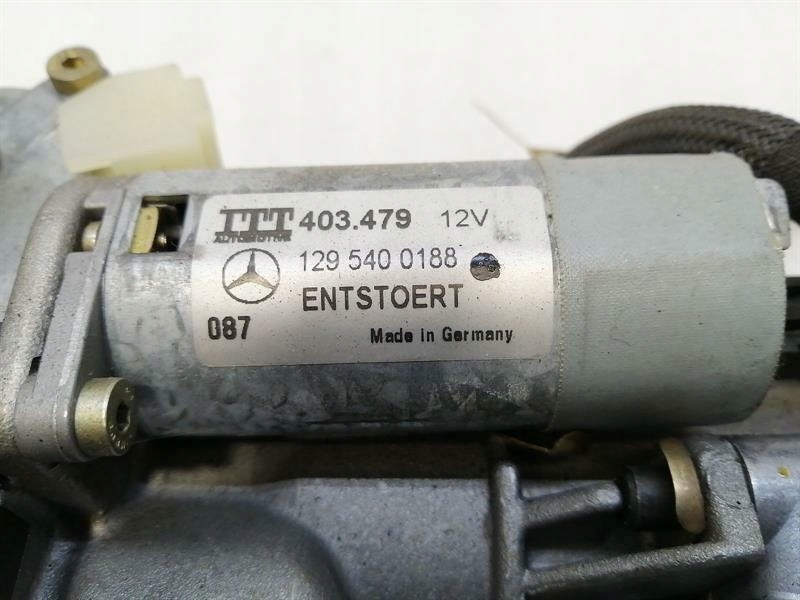 ITT 403.479 12V
AUTOMOTIVE
129 540 0188
ENTSTOERT
087
Made in Germany